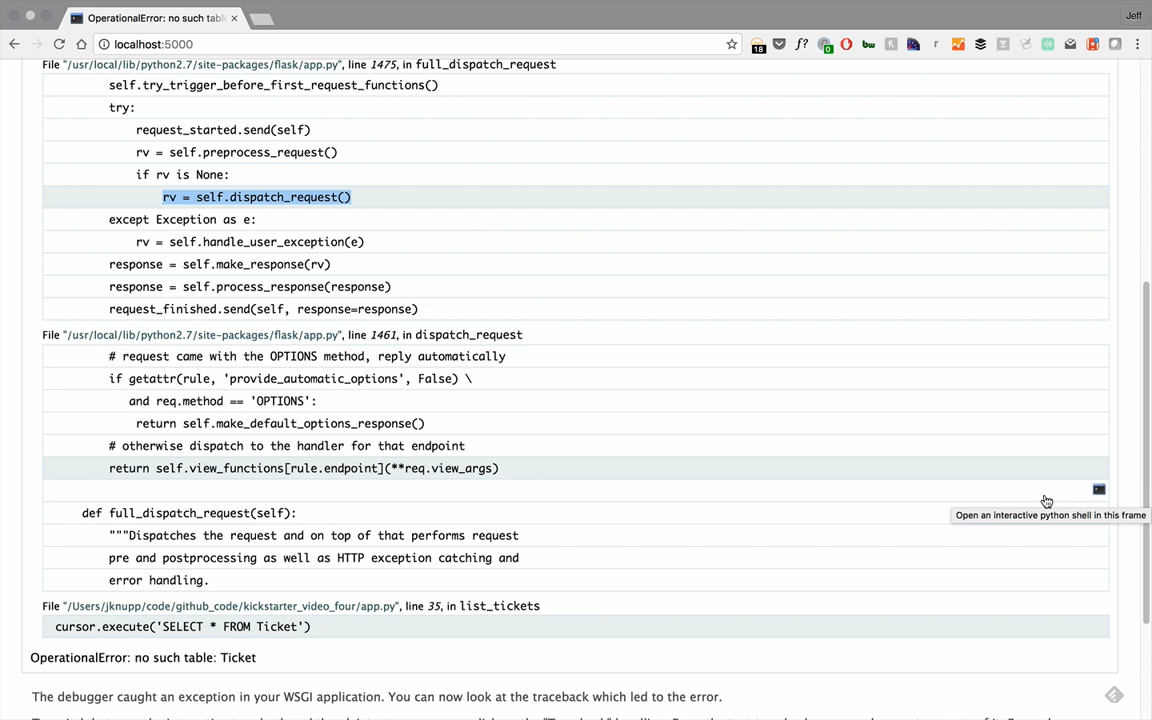 OperationalError: no such table
Jeff
localhost:5000
18
f?
0
bw
r
File "/usr/local/lib/python2.7/site-packages/flask/app.py", line 1475, in full_dispatch_request
self.try_trigger_before_first_request_functions()
try:
request_started.send(self)
rv = self.preprocess_request()
if rv is None:
rv = self.dispatch_request()
except Exception as e:
rv = self.handle_user_exception(e)
response = self.make_response(rv)
response = self.process_response(response)
request_finished.send(self, response=response)
File "/usr/local/lib/python2.7/site-packages/flask/app.py", line 1461, in dispatch_request
# request came with the OPTIONS method, reply automatically
if getattr(rule, 'provide_automatic_options', False) \
and req.method == 'OPTIONS':
return self.make_default_options_response()
# otherwise dispatch to the handler for that endpoint
return self.view_functions[rule.endpoint](**req.view_args)
def full_dispatch_request(self):
Open an interactive python shell in this frame
"""Dispatches the request and on top of that performs request
pre and postprocessing as well as HTTP exception catching and
error handling.
File "/Users/jknupp/code/github_code/kickstarter_video_four/app.py", line 35, in list_tickets
cursor.execute('SELECT * FROM Ticket')
OperationalError: no such table: Ticket
The debugger caught an exception in your WSGI application. You can now look at the traceback which led to the error.